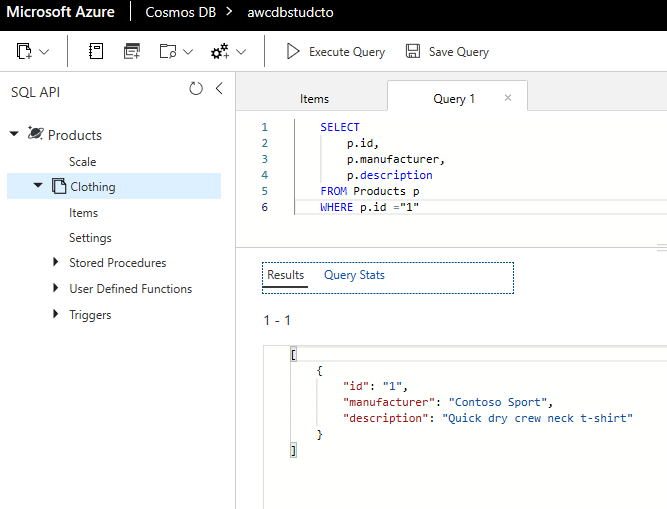 Microsoft Azure Cosmos DB > awcdbstudcto
Execute Query Save Query
SQL API
Items Query 1 ×
Products
Scale
Clothing
Items
Settings
Stored Procedures
User Defined Functions
Triggers
1 SELECT
2 p.id,
3 p.manufacturer,
4 p.description
5 FROM Products p
6 WHERE p.id ="1"
Results Query Stats
1 - 1
[
{
"id": "1",
"manufacturer": "Contoso Sport",
"description": "Quick dry crew neck t-shirt"
}
]